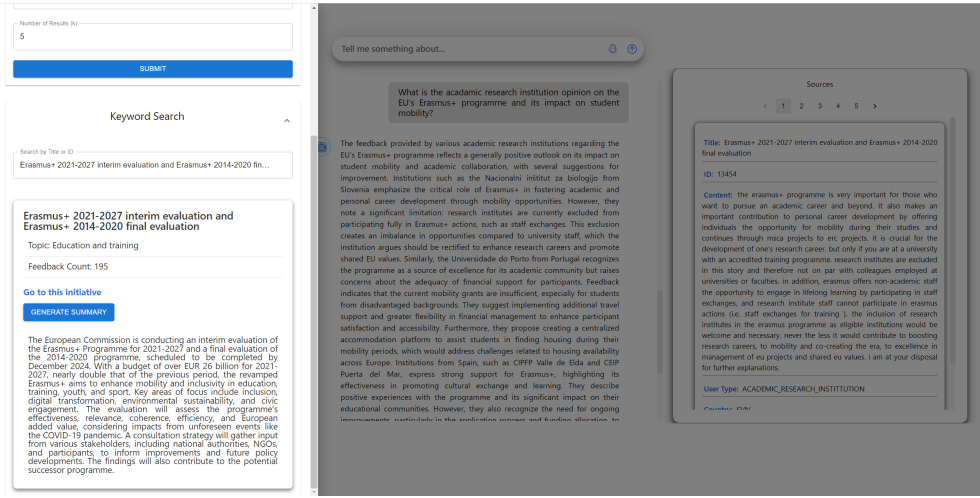 Number of Results (k)
5
SUBMIT
Keyword Search
Search by Title or ID
Erasmus+ 2021-2027 interim evaluation and Erasmus+ 2014-2020 fin...
Erasmus+ 2021-2027 interim evaluation and
Erasmus+ 2014-2020 final evaluation
Topic: Education and training
Feedback Count: 195
Go to this initiative
GENERATE SUMMARY
The European Commission is conducting an interim evaluation of
the Erasmus+ Programme for 2021-2027 and a final evaluation of
the 2014-2020 programme, scheduled to be completed by
December 2024. With a budget of over EUR 26 billion for 2021-
2027, nearly double that of the previous period, the revamped
Erasmus+ aims to enhance mobility and inclusivity in education,
training, youth, and sport. Key areas of focus include inclusion,
digital transformation, environmental sustainability, and civic
engagement. The evaluation will assess the programme's
effectiveness, relevance, coherence, efficiency, and European
added value, considering impacts from unforeseen events like
the COVID-19 pandemic. A consultation strategy will gather input
from various stakeholders, including national authorities, NGOs,
and participants, to inform improvements and future policy
developments. The findings will also contribute to the potential
successor programme.
Tell me something about...
What is the acadamic research institution opinion on the
EU's Erasmus+ programme and its impact on student
mobility?
The feedback provided by various academic research institutions regarding the
EU's Erasmus+ programme reflects a generally positive outlook on its impact on
student mobility and academic collaboration, with several suggestions for
improvement. Institutions such as the Nacionalni inštitut za biologijo from
Slovenia emphasize the critical role of Erasmus+ in fostering academic and
personal career development through mobility opportunities. However, they
note a significant limitation: research institutes are currently excluded from
participating fully in Erasmus+ actions, such as staff exchanges. This exclusion
creates an imbalance in opportunities compared to university staff, which the
institution argues should be rectified to enhance research careers and promote
shared EU values. Similarly, the Universidade do Porto from Portugal recognizes
the programme as a source of excellence for its academic community but raises
concerns about the adequacy of financial support for participants. Feedback
indicates that the current mobility grants are insufficient, especially for students
from disadvantaged backgrounds. They suggest implementing additional travel
support and greater flexibility in financial management to enhance participant
satisfaction and accessibility. Furthermore, they propose creating a centralized
accommodation platform to assist students in finding housing during their
mobility periods, which would address challenges related to housing availability
across Europe. Institutions from Spain, such as CIPFP Valle de Elda and CEIP
Puerta del Mar, express strong support for Erasmus+, highlighting its
effectiveness in promoting cultural exchange and learning. They describe
positive experiences with the programme and its significant impact on their
educational communities. However, they also recognize the need for ongoing
improvements, particularly in the application process and funding allocation, to
Sources
1 2 3 4 5
Title: Erasmus+ 2021-2027 interim evaluation and Erasmus+ 2014-2020
final evaluation
ID: 13454
Content: the erasmus+ programme is very important for those who
want to pursue an academic career and beyond. it also makes an
important contribution to personal career development by offering
individuals the opportunity for mobility during their studies and
continues through msca projects to erc projects. it is crucial for the
development of one's research career. but only if you are at a university
with an accredited training programme. research institutes are excluded
in this story and therefore not on par with colleagues employed at
universities or faculties. in addition, erasmus offers non-academic staff
the opportunity to engage in lifelong learning by participating in staff
exchanges, and research institute staff cannot participate in erasmus
actions (i.e. staff exchanges for training ). the inclusion of research
institutes in the erasmus programme as eligible institutions would be
welcome and necessary. never the less it would contribute to boosting
research careers, to mobility and co-creating the era, to excellence in
management of eu projects and shared eu values. i am at your disposal
for further explanations.
User Type: ACADEMIC_RESEARCH_INSTTITUTION
Country: SVN